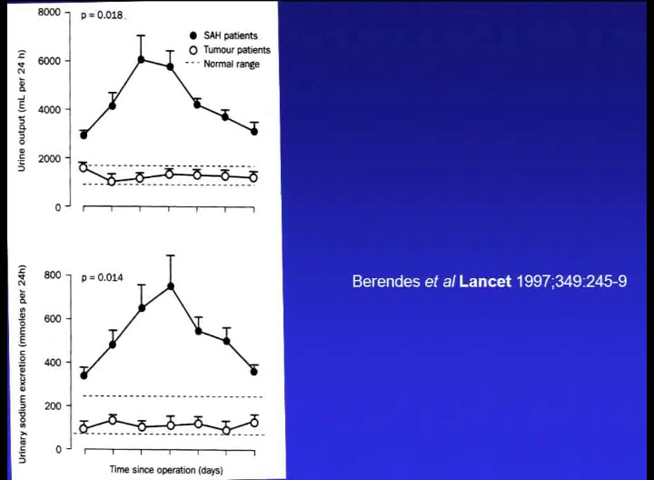 8000
p = 0.018
SAH patients
Tumour patients
Normal range
6000
4000
2000
0
Urine output (mL per 24 h)
800
p = 0.014
600
400
200
0
Urinary sodium excretion (mmoles per 24h)
Time since operation (days)
Berendes et al Lancet 1997;349:245-9